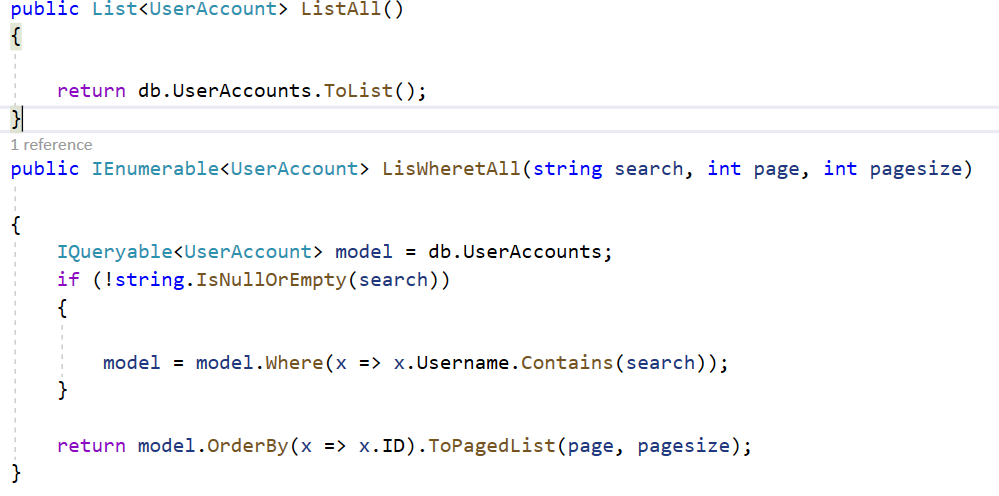 public List<UserAccount> ListAll()
{
return db.UserAccounts.ToList();
}
1 reference
public IEnumerable<UserAccount> LisWheretAll(string search, int page, int pagesize)
{
IQueryable<UserAccount> model = db.UserAccounts;
if (!string.IsNullOrEmpty(search))
{
model = model.Where(x => x.Username.Contains(search));
}
return model.OrderBy(x => x.ID).ToPagedList(page, pagesize);
}